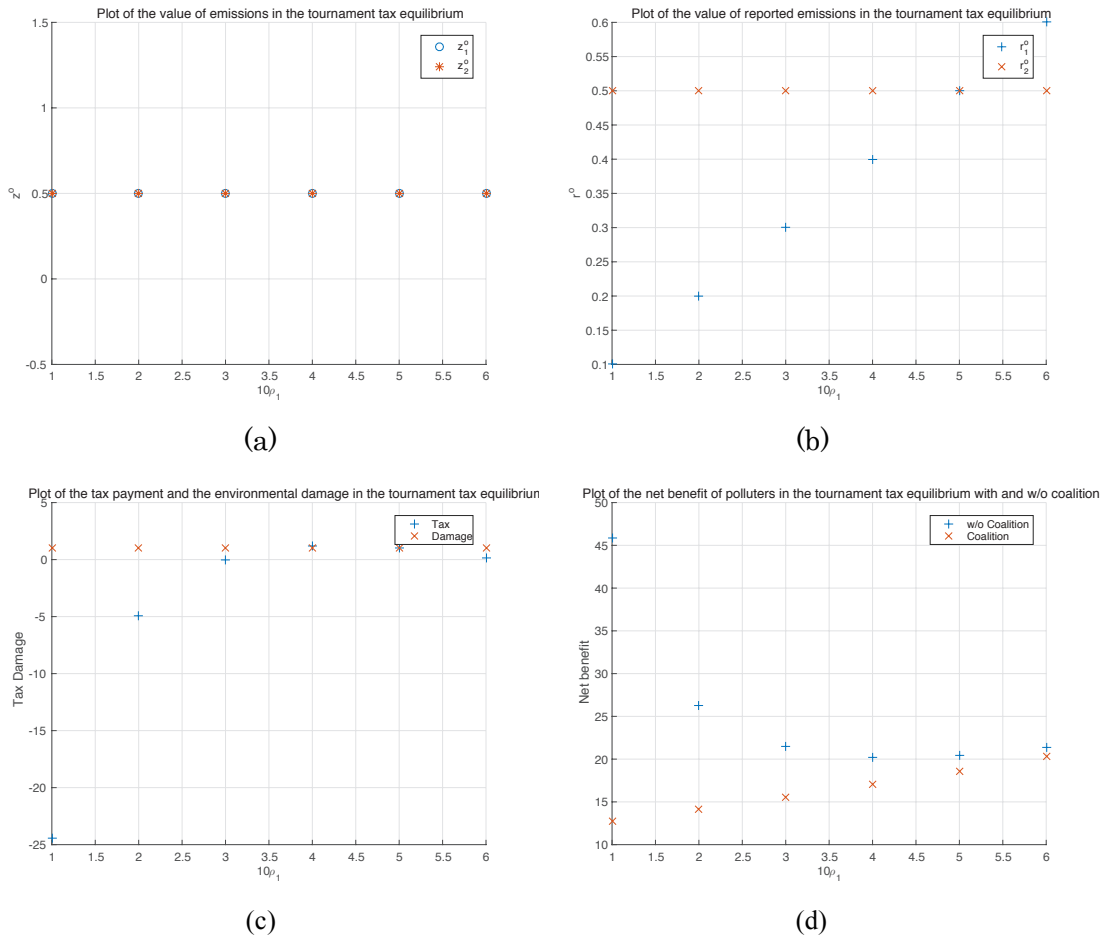 Plot of the value of emissions in the tournament tax equilibrium
1.5
1
0.5
0
-0.5
z°
z₁°
z₂°
1 1.5 2 2.5 3 3.5 4 4.5 5 5.5 6
10ρ₁
(a)
Plot of the value of reported emissions in the tournament tax equilibrium
0.6
0.55
0.5
0.45
0.4
0.35
0.3
0.25
0.2
0.15
0.1
r°
r₁°
r₂°
1 1.5 2 2.5 3 3.5 4 4.5 5 5.5 6
10ρ₁
(b)
Plot of the tax payment and the environmental damage in the tournament tax equilibriun
5
0
-5
-10
-15
-20
-25
Tax Damage
Tax
Damage
1 1.5 2 2.5 3 3.5 4 4.5 5 5.5 6
10ρ₁
(c)
Plot of the net benefit of polluters in the tournament tax equilibrium with and w/o coalition
50
45
40
35
30
25
20
15
10
Net benefit
w/o Coalition
Coalition
1 1.5 2 2.5 3 3.5 4 4.5 5 5.5 6
10ρ₁
(d)